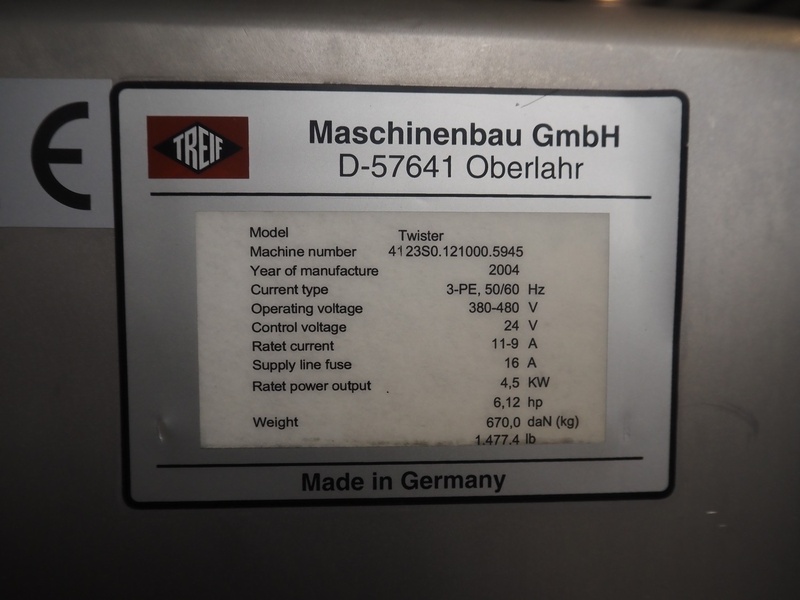 CE
TREIF
Maschinenbau GmbH
D-57641 Oberlahr
Model Twister
Machine number 4123S0.121000.5945
Year of manufacture 2004
Current type 3-PE, 50/60 Hz
Operating voltage 380-480 V
Control voltage 24 V
Ratet current 11-9 A
Supply line fuse 16 A
Ratet power output 4,5 KW
6,12 hp
Weight 670,0 daN (kg)
1.477,4 lb
Made in Germany